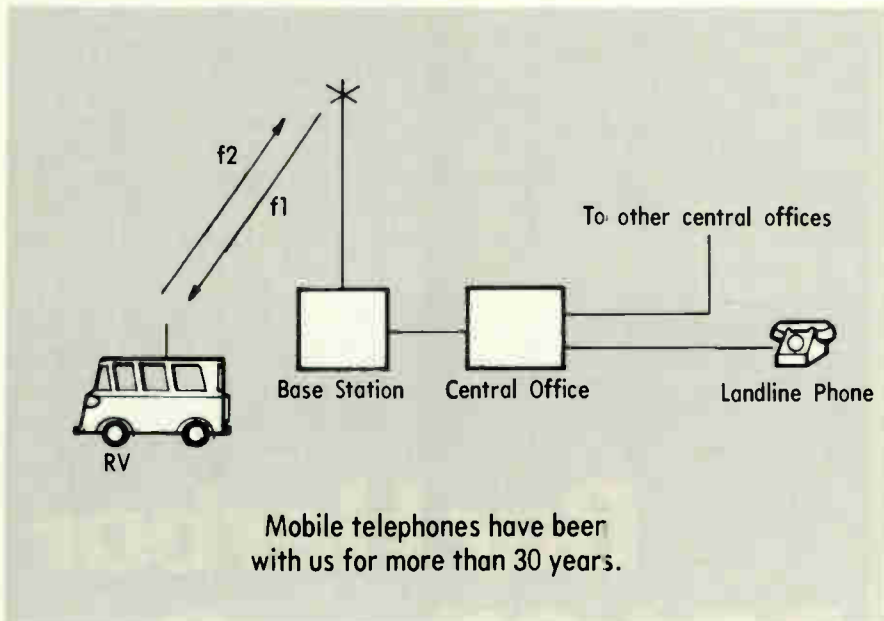 f2
f1
To other central offices
Base Station
Central Office
Landline Phone
RV
Mobile telephones have been
with us for more than 30 years.